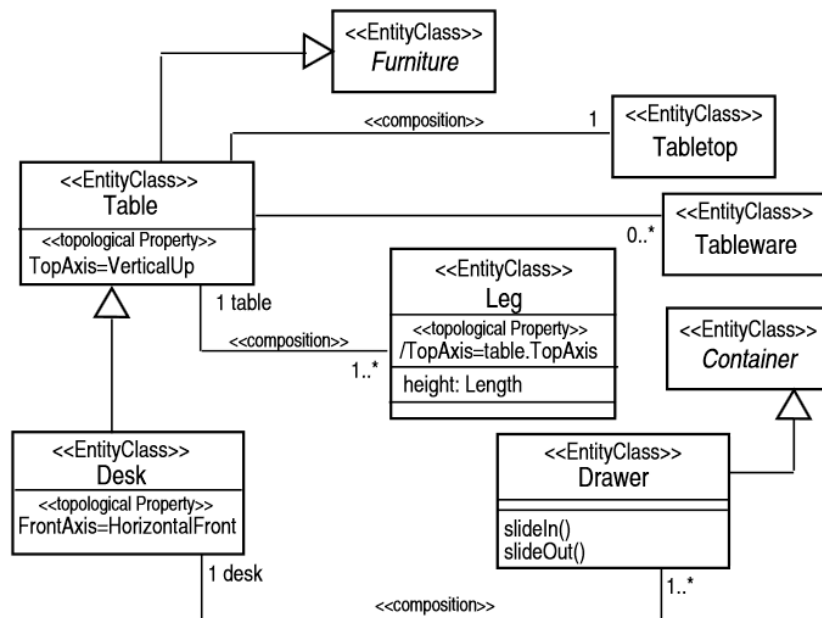 <<EntityClass>>
Furniture
<<composition>>
1
<<EntityClass>>
Tabletop
<<EntityClass>>
Table
<<topological Property>>
TopAxis=VerticalUp
0..*
<<EntityClass>>
Tableware
1 table
<<composition>>
1..*
<<EntityClass>>
Leg
<<topological Property>>
/TopAxis=table.TopAxis
height: Length
<<EntityClass>>
Container
<<EntityClass>>
Desk
<<topological Property>>
FrontAxis=HorizontalFront
<<EntityClass>>
Drawer
slideIn()
slideOut()
1 desk
<<composition>>
1..*